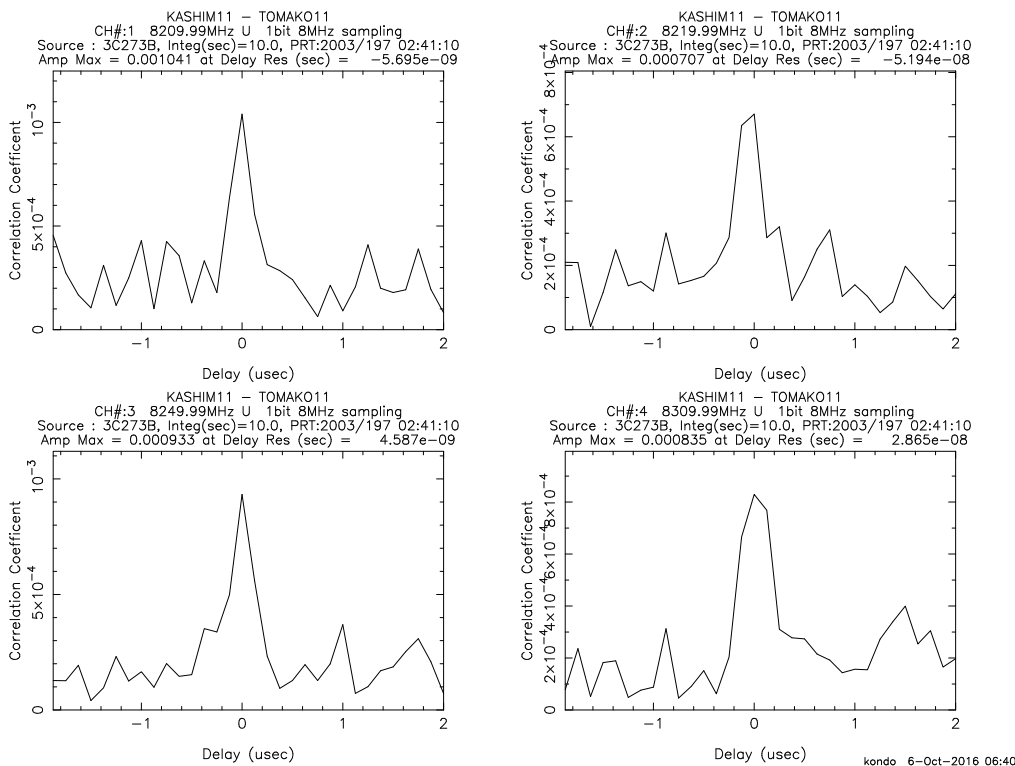 KASHIM11 – TOMAKO11
CH#:1 8209.99MHz U 1bit 8MHz sampling
Source : 3C273B, Integ(sec)=10.0, PRT:2003/197 02:41:10
Amp Max = 0.001041 at Delay Res (sec) = −5.695e−09
Correlation Coefficent
10−3
5×10−4
0
−1 0 1 2
Delay (usec)
KASHIM11 – TOMAKO11
CH#:2 8219.99MHz U 1bit 8MHz sampling
Source : 3C273B, Integ(sec)=10.0, PRT:2003/197 02:41:10
Amp Max = 0.000707 at Delay Res (sec) = −5.194e−08
Correlation Coefficent
8×10−4
6×10−4
4×10−4
2×10−4
0
−1 0 1 2
Delay (usec)
KASHIM11 – TOMAKO11
CH#:3 8249.99MHz U 1bit 8MHz sampling
Source : 3C273B, Integ(sec)=10.0, PRT:2003/197 02:41:10
Amp Max = 0.000933 at Delay Res (sec) = 4.587e−09
Correlation Coefficent
10−3
5×10−4
0
−1 0 1 2
Delay (usec)
KASHIM11 – TOMAKO11
CH#:4 8309.99MHz U 1bit 8MHz sampling
Source : 3C273B, Integ(sec)=10.0, PRT:2003/197 02:41:10
Amp Max = 0.000835 at Delay Res (sec) = 2.865e−08
Correlation Coefficent
8×10−4
6×10−4
4×10−4
2×10−4
0
−1 0 1 2
Delay (usec)
kondo 6−Oct−2016 06:40